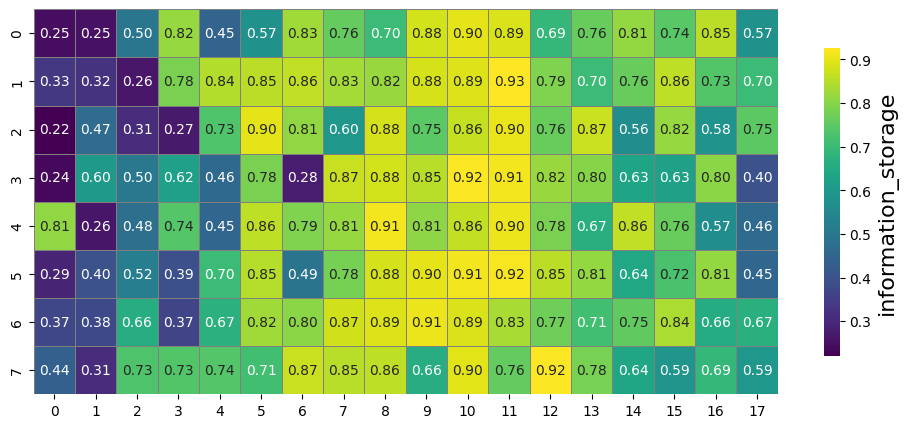 0 0.25 0.25 0.50 0.82 0.45 0.57 0.83 0.76 0.70 0.88 0.90 0.89 0.69 0.76 0.81 0.74 0.85 0.57
1 0.33 0.32 0.26 0.78 0.84 0.85 0.86 0.83 0.82 0.88 0.89 0.93 0.79 0.70 0.76 0.86 0.73 0.70
2 0.22 0.47 0.31 0.27 0.73 0.90 0.81 0.60 0.88 0.75 0.86 0.90 0.76 0.87 0.56 0.82 0.58 0.75
3 0.24 0.60 0.50 0.62 0.46 0.78 0.28 0.87 0.88 0.85 0.92 0.91 0.82 0.80 0.63 0.63 0.80 0.40
4 0.81 0.26 0.48 0.74 0.45 0.86 0.79 0.81 0.91 0.81 0.86 0.90 0.78 0.67 0.86 0.76 0.57 0.46
5 0.29 0.40 0.52 0.39 0.70 0.85 0.49 0.78 0.88 0.90 0.91 0.92 0.85 0.81 0.64 0.72 0.81 0.45
6 0.37 0.38 0.66 0.37 0.67 0.82 0.80 0.87 0.89 0.91 0.89 0.83 0.77 0.71 0.75 0.84 0.66 0.67
7 0.44 0.31 0.73 0.73 0.74 0.71 0.87 0.85 0.86 0.66 0.90 0.76 0.92 0.78 0.64 0.59 0.69 0.59
0 1 2 3 4 5 6 7 8 9 10 11 12 13 14 15 16 17
0.9
0.8
0.7
0.6
0.5
0.4
0.3
information_storage